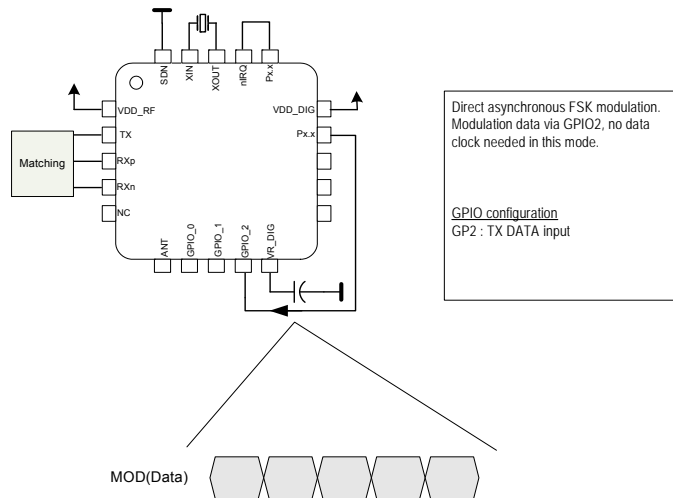 SDN
XIN
XOUT
nIRQ
Px.x
VDD_RF
VDD_DIG
TX
Px.x
Matching
RXp
RXn
NC
ANT
GPIO_0
GPIO_1
GPIO_2
VR_DIG
Direct asynchronous FSK modulation.
Modulation data via GPIO2, no data
clock needed in this mode.
GPIO configuration
GP2 : TX DATA input
MOD(Data)